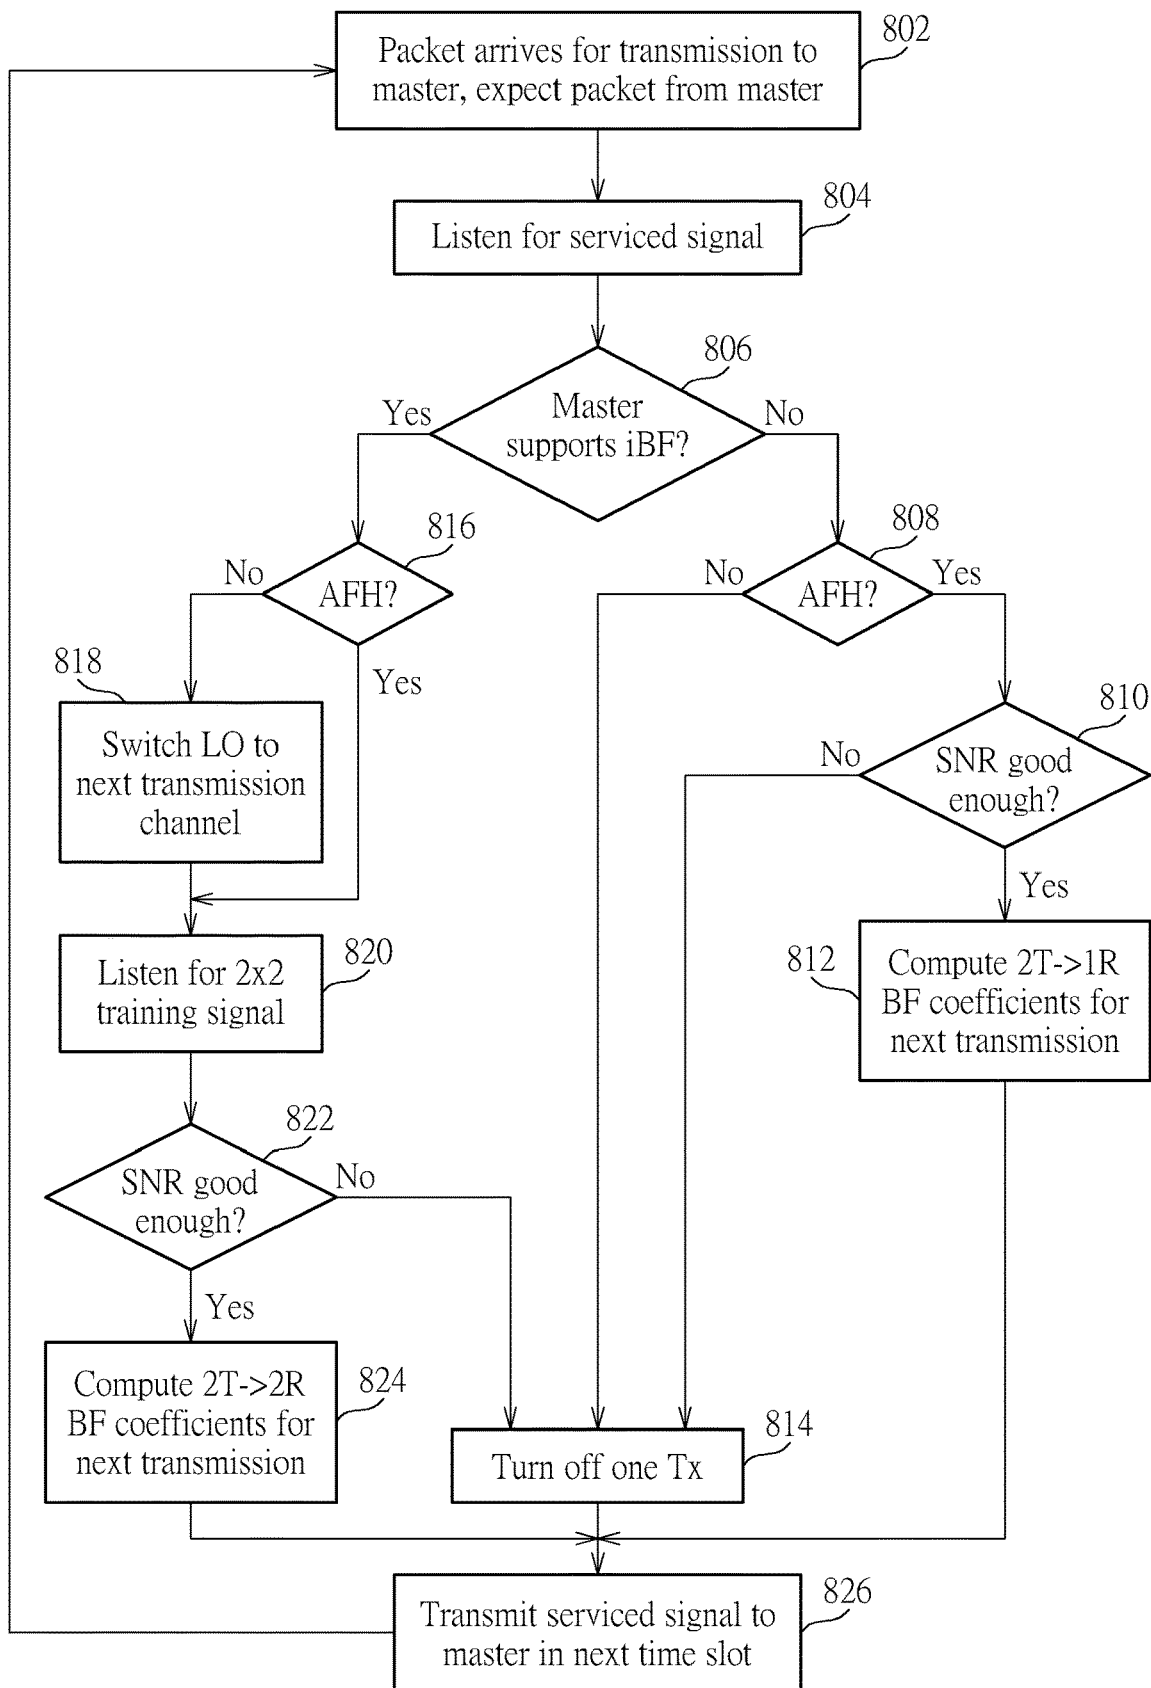 Packet arrives for transmission to
master, expect packet from master
802
Listen for serviced signal
804
Master
supports iBF?
806
Yes
No
AFH?
816
No
Yes
AFH?
808
No
Yes
Switch LO to
next transmission
channel
818
SNR good
enough?
810
No
Yes
Listen for 2x2
training signal
820
Compute 2T->1R
BF coefficients for
next transmission
812
SNR good
enough?
822
No
Yes
Compute 2T->2R
BF coefficients for
next transmission
824
Turn off one Tx
814
Transmit serviced signal to
master in next time slot
826